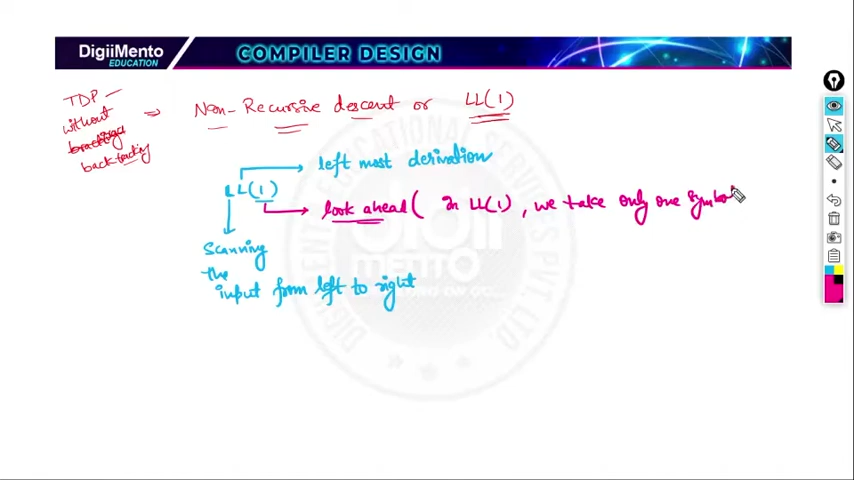 DigiiMento
EDUCATION
COMPILER DESIGN
TDP -
without
backtracking
⇒ Non-Recursive descent or LL(1)
left most derivation
LL(1)
look ahead ( In LL(1), we take only one symbol
Scanning
the
input from left to right